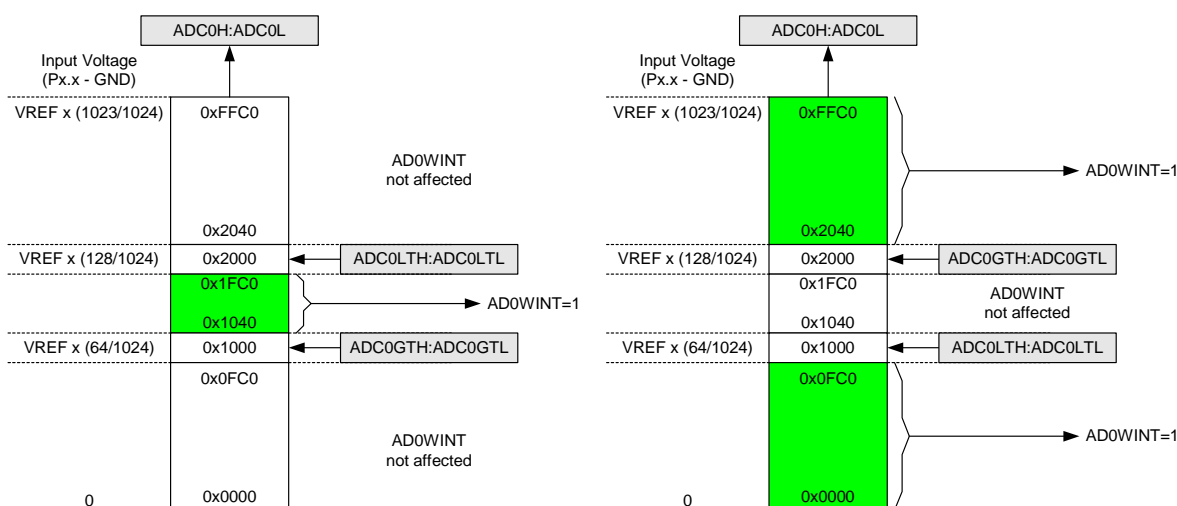 ADC0H:ADC0L
Input Voltage
(Px.x - GND)
VREF x (1023/1024)
0xFFC0
AD0WINT
not affected
0x2040
VREF x (128/1024)
0x2000
ADC0LTH:ADC0LTL
0x1FC0
AD0WINT=1
0x1040
VREF x (64/1024)
0x1000
ADC0GTH:ADC0GTL
0x0FC0
AD0WINT
not affected
0
0x0000
ADC0H:ADC0L
Input Voltage
(Px.x - GND)
VREF x (1023/1024)
0xFFC0
AD0WINT=1
0x2040
VREF x (128/1024)
0x2000
ADC0GTH:ADC0GTL
0x1FC0
AD0WINT
not affected
0x1040
VREF x (64/1024)
0x1000
ADC0LTH:ADC0LTL
0x0FC0
AD0WINT=1
0
0x0000